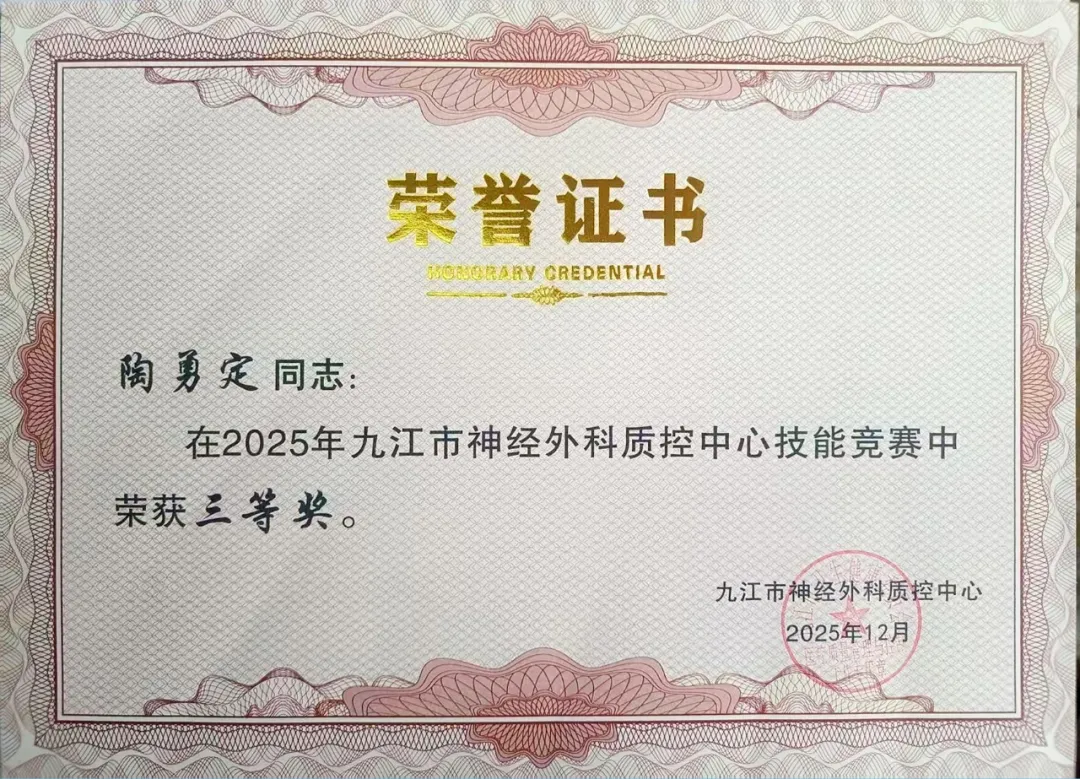 荣誉证书
HONORARY CREDENTIAL
陶勇定同志:
在2025年九江市神经外科质控中心技能竞赛中
荣获三等奖。
九江市神经外科质控中心
2025年12月